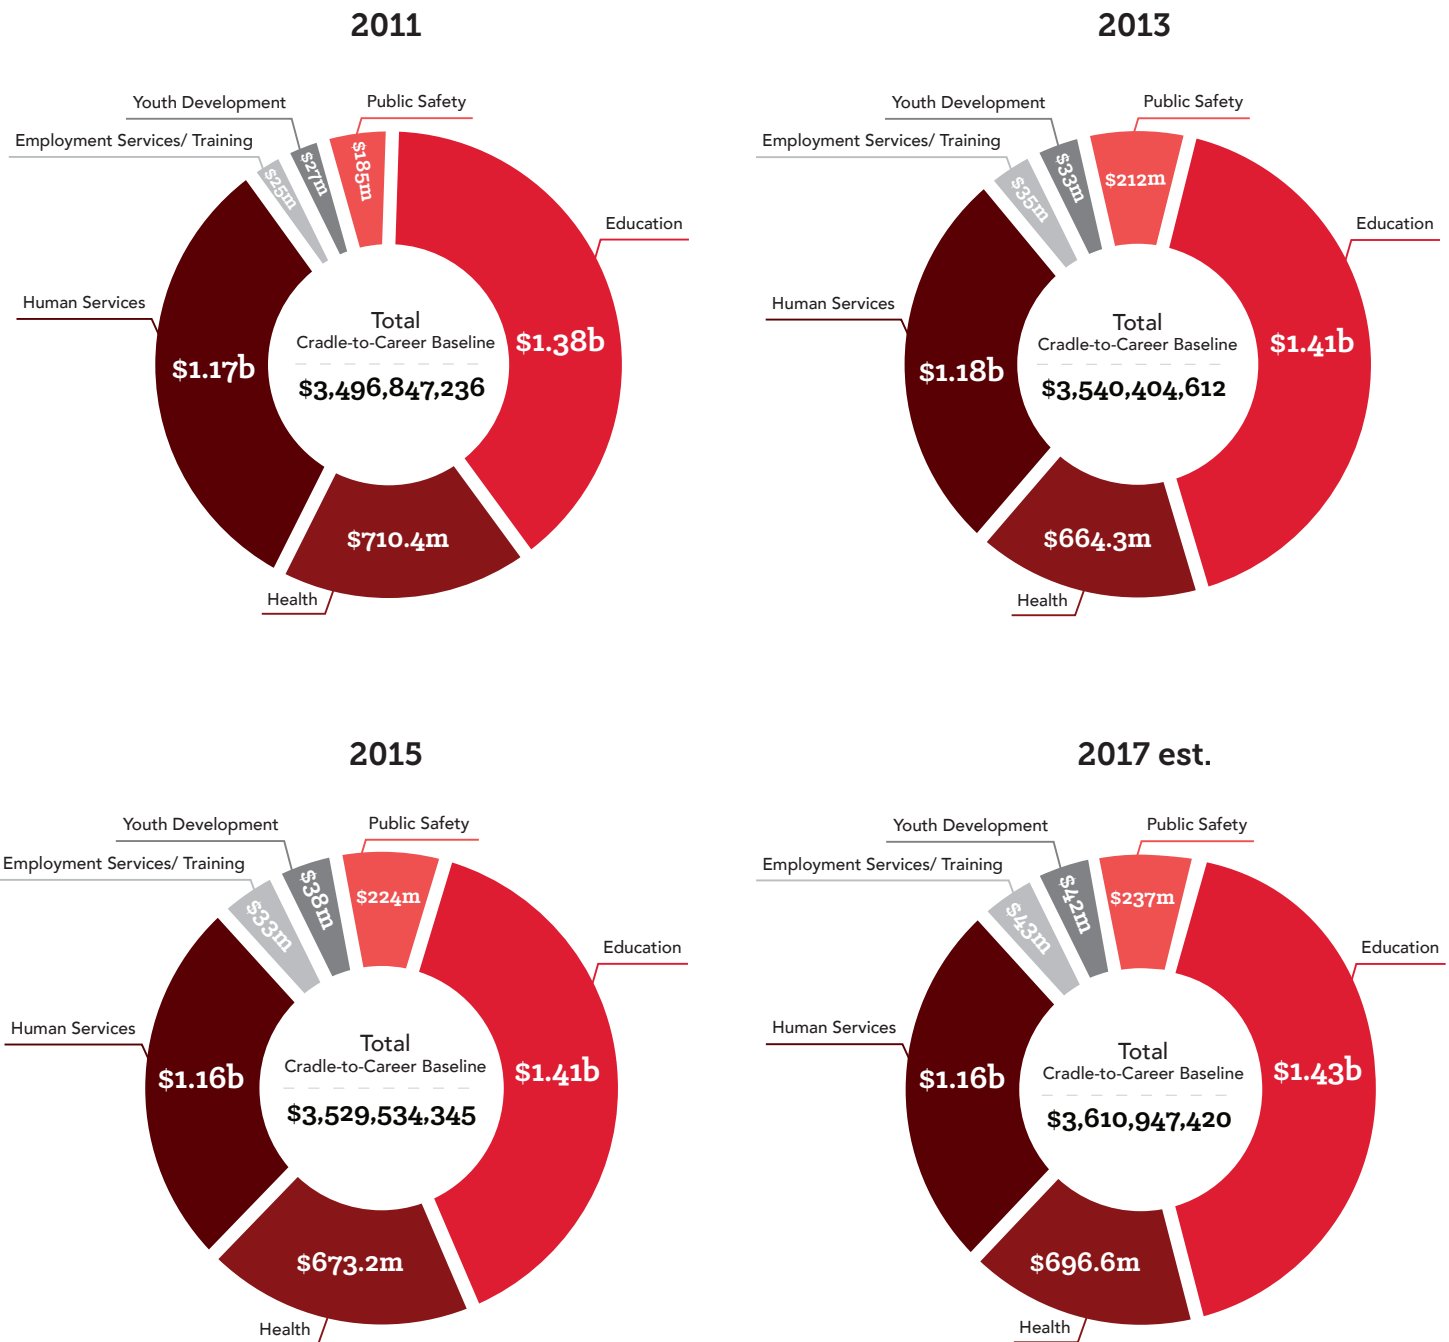 2011
Youth Development
Public Safety
Employment Services/ Training
$25m
$27m
$185m
Education
Human Services
$1.17b
Total
Cradle-to-Career Baseline
$3,496,847,236
$1.38b
$710.4m
Health
2013
Youth Development
Public Safety
Employment Services/ Training
$35m
$33m
$212m
Education
Human Services
$1.18b
Total
Cradle-to-Career Baseline
$3,540,404,612
$1.41b
$664.3m
Health
2015
Youth Development
Public Safety
Employment Services/ Training
$33m
$38m
$224m
Education
Human Services
$1.16b
Total
Cradle-to-Career Baseline
$3,529,534,345
$1.41b
$673.2m
Health
2017 est.
Youth Development
Public Safety
Employment Services/ Training
$43m
$42m
$237m
Education
Human Services
$1.16b
Total
Cradle-to-Career Baseline
$3,610,947,420
$1.43b
$696.6m
Health